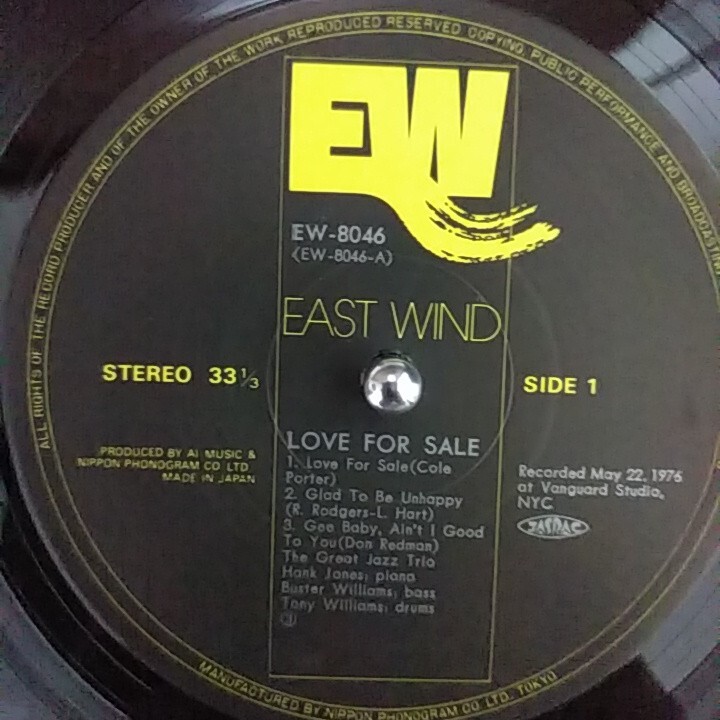 ALL RIGHTS OF THE RECORD PRODUCER AND OF THE OWNER OF THE WORK REPRODUCED RESERVED COPYING, PUBLIC PERFORMANCE AND BROADCASTING
EW
EW-8046
(EW-8046-A)
EAST WIND
STEREO 33 1/3
SIDE 1
PRODUCED BY AI MUSIC &
NIPPON PHONOGRAM CO LTD.
MADE IN JAPAN
LOVE FOR SALE
1. Love For Sale(Cole
Porter)
2. Glad To Be Unhappy
(R. Rodgers-L. Hart)
3. Gee Baby, Ain't I Good
To You(Don Redman)
The Great Jazz Trio
Hank Jones; piano
Buster Williams; bass
Tony Williams; drums
Recorded May 22, 1976
at Vanguard Studio,
NYC
JASRAC
MANUFACTURED BY NIPPON PHONOGRAM CO., LTD., TOKYO